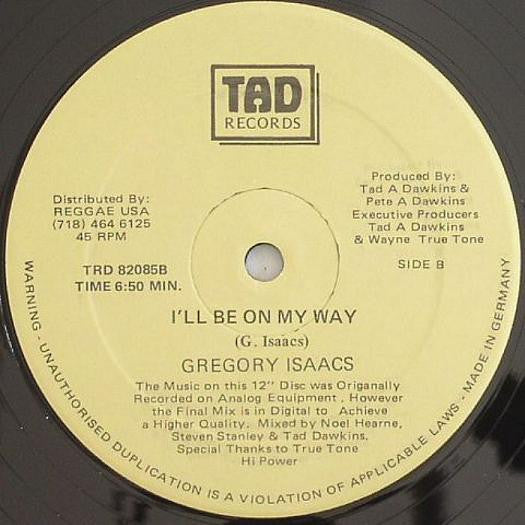 TAD
RECORDS
Distributed By:
REGGAE USA
(718) 464 6125
45 RPM
TRD 82085B
TIME 6:50 MIN.
Produced By:
Tad A Dawkins &
Pete A Dawkins
Executive Producers
Tad A Dawkins
& Wayne True Tone
SIDE B
I'LL BE ON MY WAY
(G. Isaacs)
GREGORY ISAACS
The Music on this 12" Disc was Origanally
Recorded on Analog Equipment , However
the Final Mix is in Digital to Achieve
a Higher Quality. Mixed by Noel Hearne,
Steven Stanley & Tad Dawkins,
Special Thanks to True Tone
Hi Power
WARNING - UNAUTHORISED DUPLICATION IS A VIOLATION OF APPLICABLE LAWS - MADE IN GERMANY